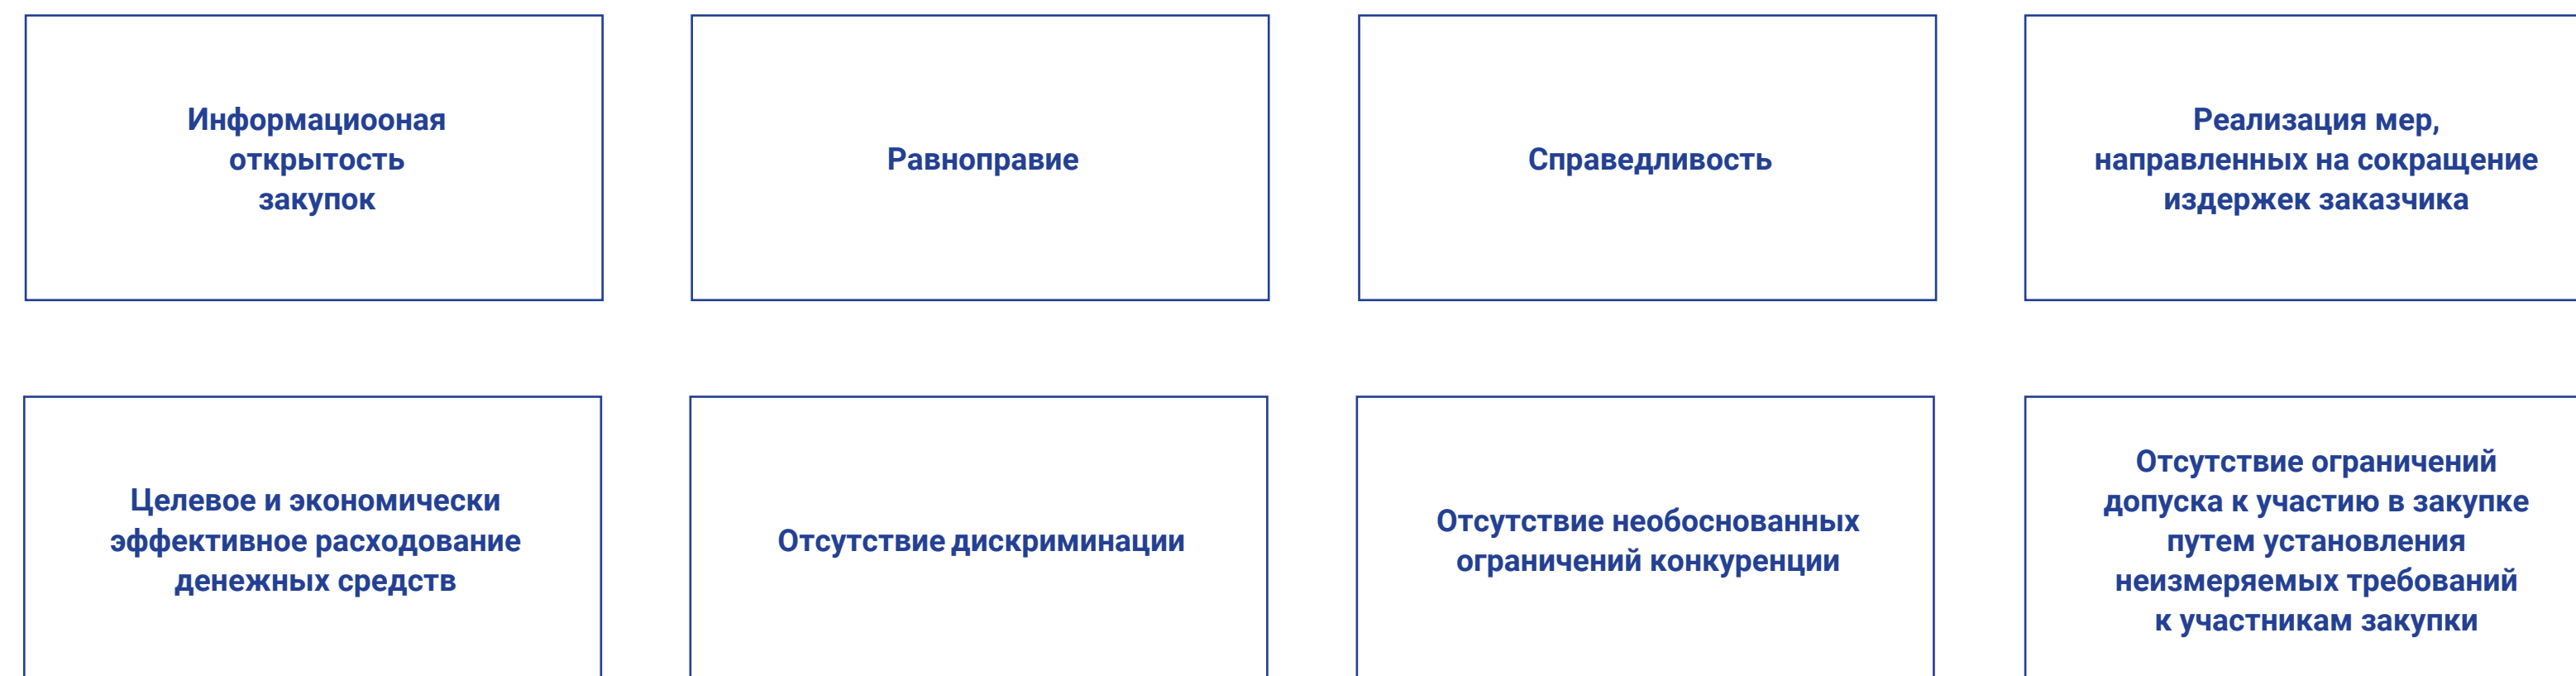 Информациооная
открытость
закупок
Равноправие
Справедливость
Реализация мер,
направленных на сокращение
издержек заказчика
Целевое и экономически
эффективное расходование
денежных средств
Отсутствие дискриминации
Отсутствие необоснованных
ограничений конкуренции
Отсутствие ограничений
допуска к участию в закупке
путем установления
неизмеряемых требований
к участникам закупки